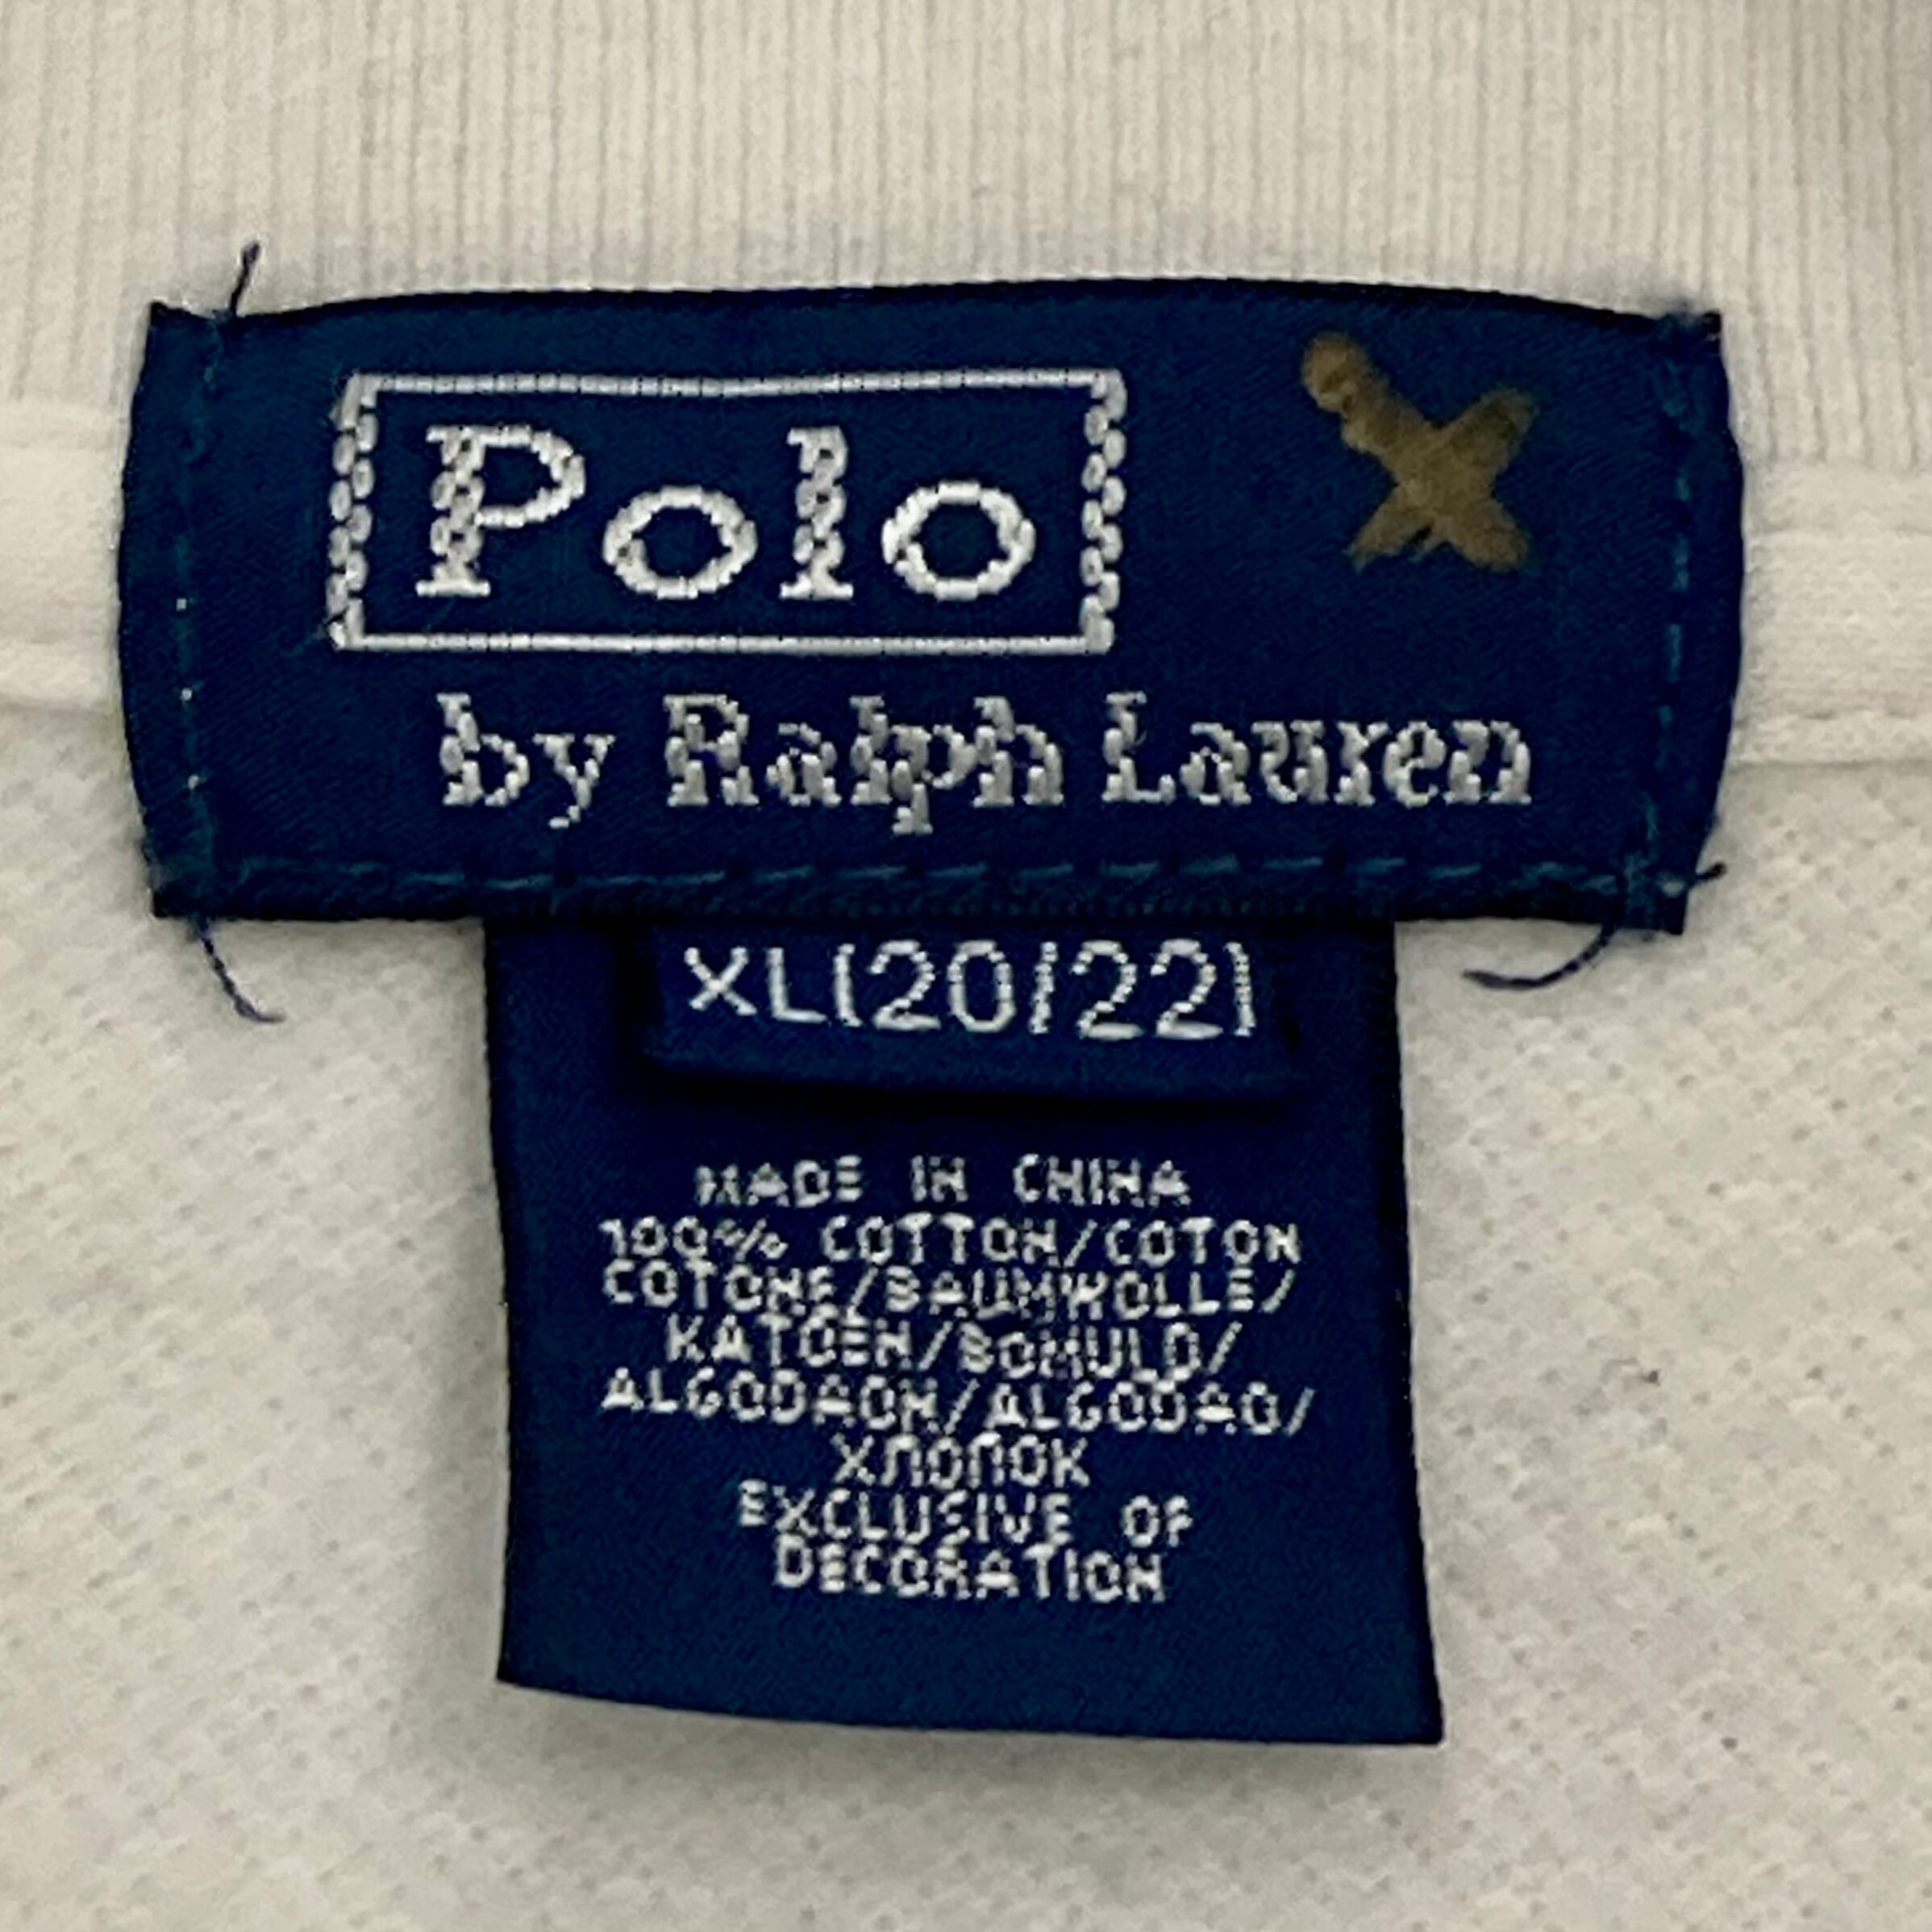 Polo
by Ralph Lauren
XL(20/22)
MADE IN CHINA
100% COTTON/COTON
COTONE/BAUMWOLLE/
KATOEN/BOMULD/
ALGODAON/ALGODAO/
ХЛОПОК
EXCLUSIVE OF
DECORATION